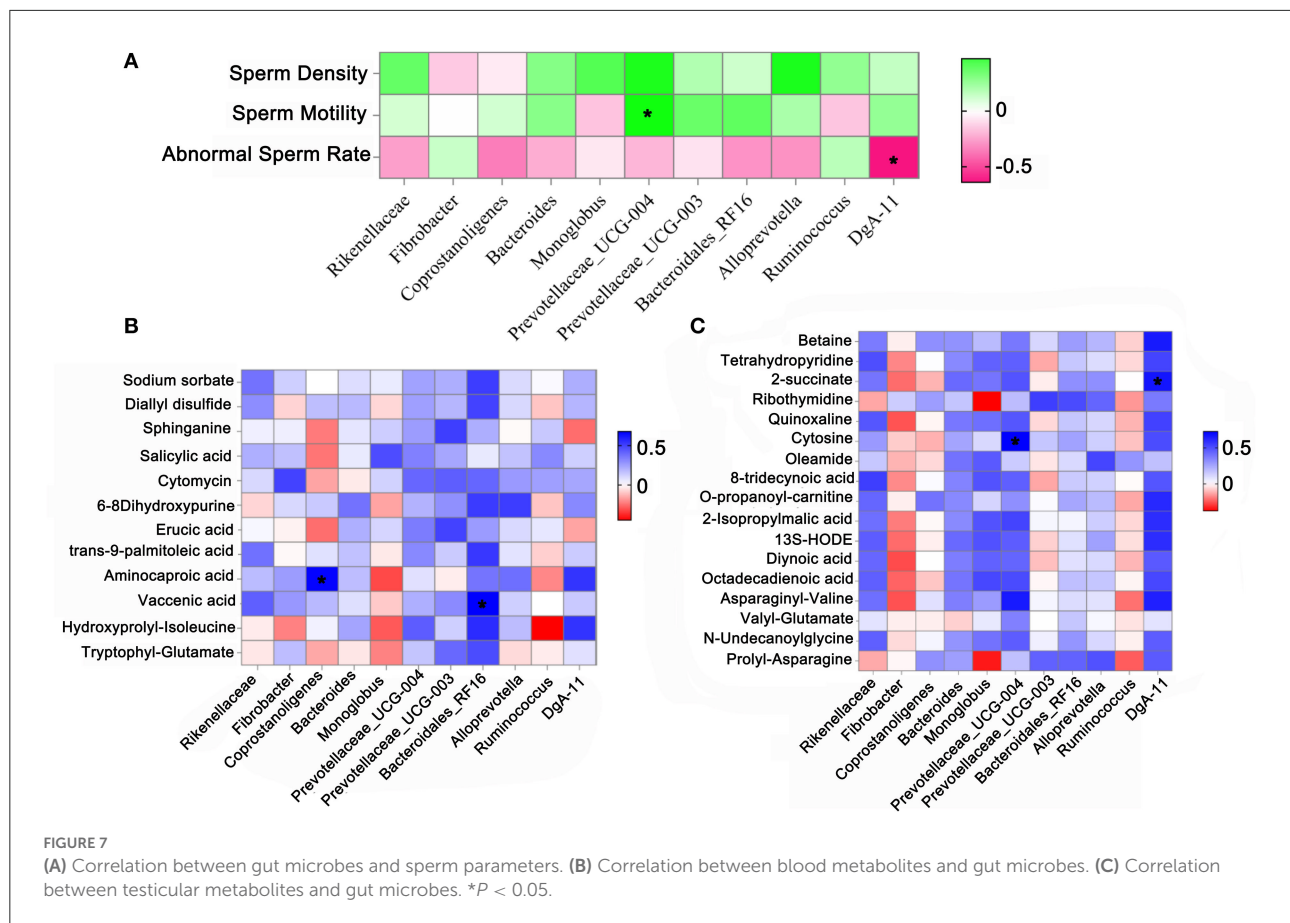 A
Sperm Density
Sperm Motility
Abnormal Sperm Rate
*
*
0
-0.5
Rikenellaceae
Fibrobacter
Coprostanoligenes
Bacteroides
Monoglobus
Prevotellaceae_UCG-004
Prevotellaceae_UCG-003
Bacteroidales_RF16
Alloprevotella
Ruminococcus
DgA-11
B
Sodium sorbate
Diallyl disulfide
Sphinganine
Salicylic acid
Cytomycin
6-8Dihydroxypurine
Erucic acid
trans-9-palmitoleic acid
Aminocaproic acid
Vaccenic acid
Hydroxyprolyl-Isoleucine
Tryptophyl-Glutamate
*
*
0.5
0
Rikenellaceae
Fibrobacter
Coprostanoligenes
Bacteroides
Monoglobus
Prevotellaceae_UCG-004
Prevotellaceae_UCG-003
Bacteroidales_RF16
Alloprevotella
Ruminococcus
DgA-11
C
Betaine
Tetrahydropyridine
2-succinate
Ribothymidine
Quinoxaline
Cytosine
Oleamide
8-tridecynoic acid
O-propanoyl-carnitine
2-Isopropylmalic acid
13S-HODE
Diynoic acid
Octadecadienoic acid
Asparaginyl-Valine
Valyl-Glutamate
N-Undecanoylglycine
Prolyl-Asparagine
*
*
0.5
0
Rikenellaceae
Fibrobacter
Coprostanoligenes
Bacteroides
Monoglobus
Prevotellaceae_UCG-004
Prevotellaceae_UCG-003
Bacteroidales_RF16
Alloprevotella
Ruminococcus
DgA-11
FIGURE 7
(A) Correlation between gut microbes and sperm parameters. (B) Correlation between blood metabolites and gut microbes. (C) Correlation
between testicular metabolites and gut microbes. *P < 0.05.